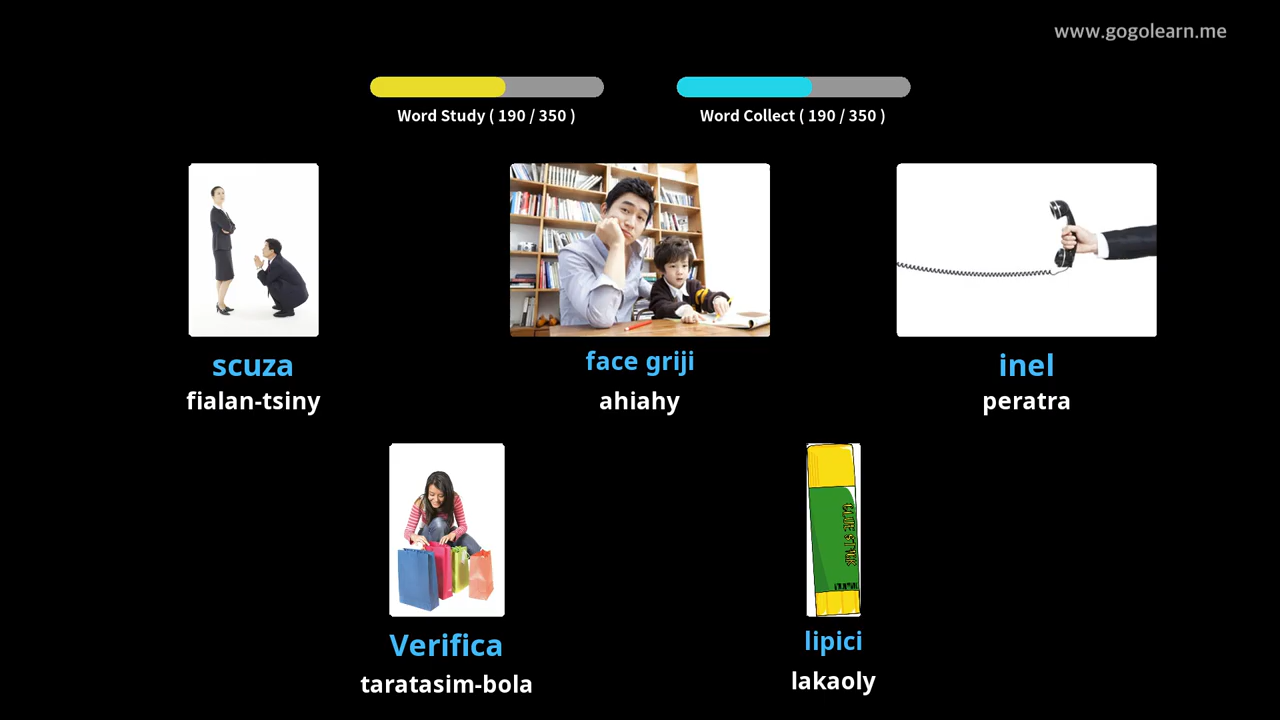 www.gogolearn.me
Word Study ( 190 / 350 )
Word Collect ( 190 / 350 )
scuza
fialan-tsiny
face griji
ahiahy
inel
peratra
Verifica
taratasim-bola
lipici
lakaoly